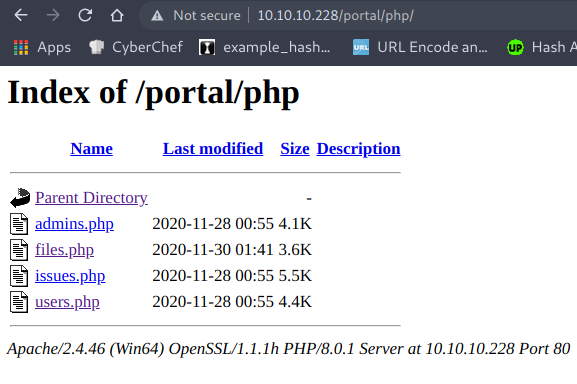 Not secure | 10.10.10.228/portal/php/
Apps CyberChef example_hash... URL URL Encode an... UP Hash A
Index of /portal/php
Name Last modified Size Description
Parent Directory -
admins.php 2020-11-28 00:55 4.1K
files.php 2020-11-30 01:41 3.6K
issues.php 2020-11-28 00:55 5.5K
users.php 2020-11-28 00:55 4.4K
Apache/2.4.46 (Win64) OpenSSL/1.1.1h PHP/8.0.1 Server at 10.10.10.228 Port 80